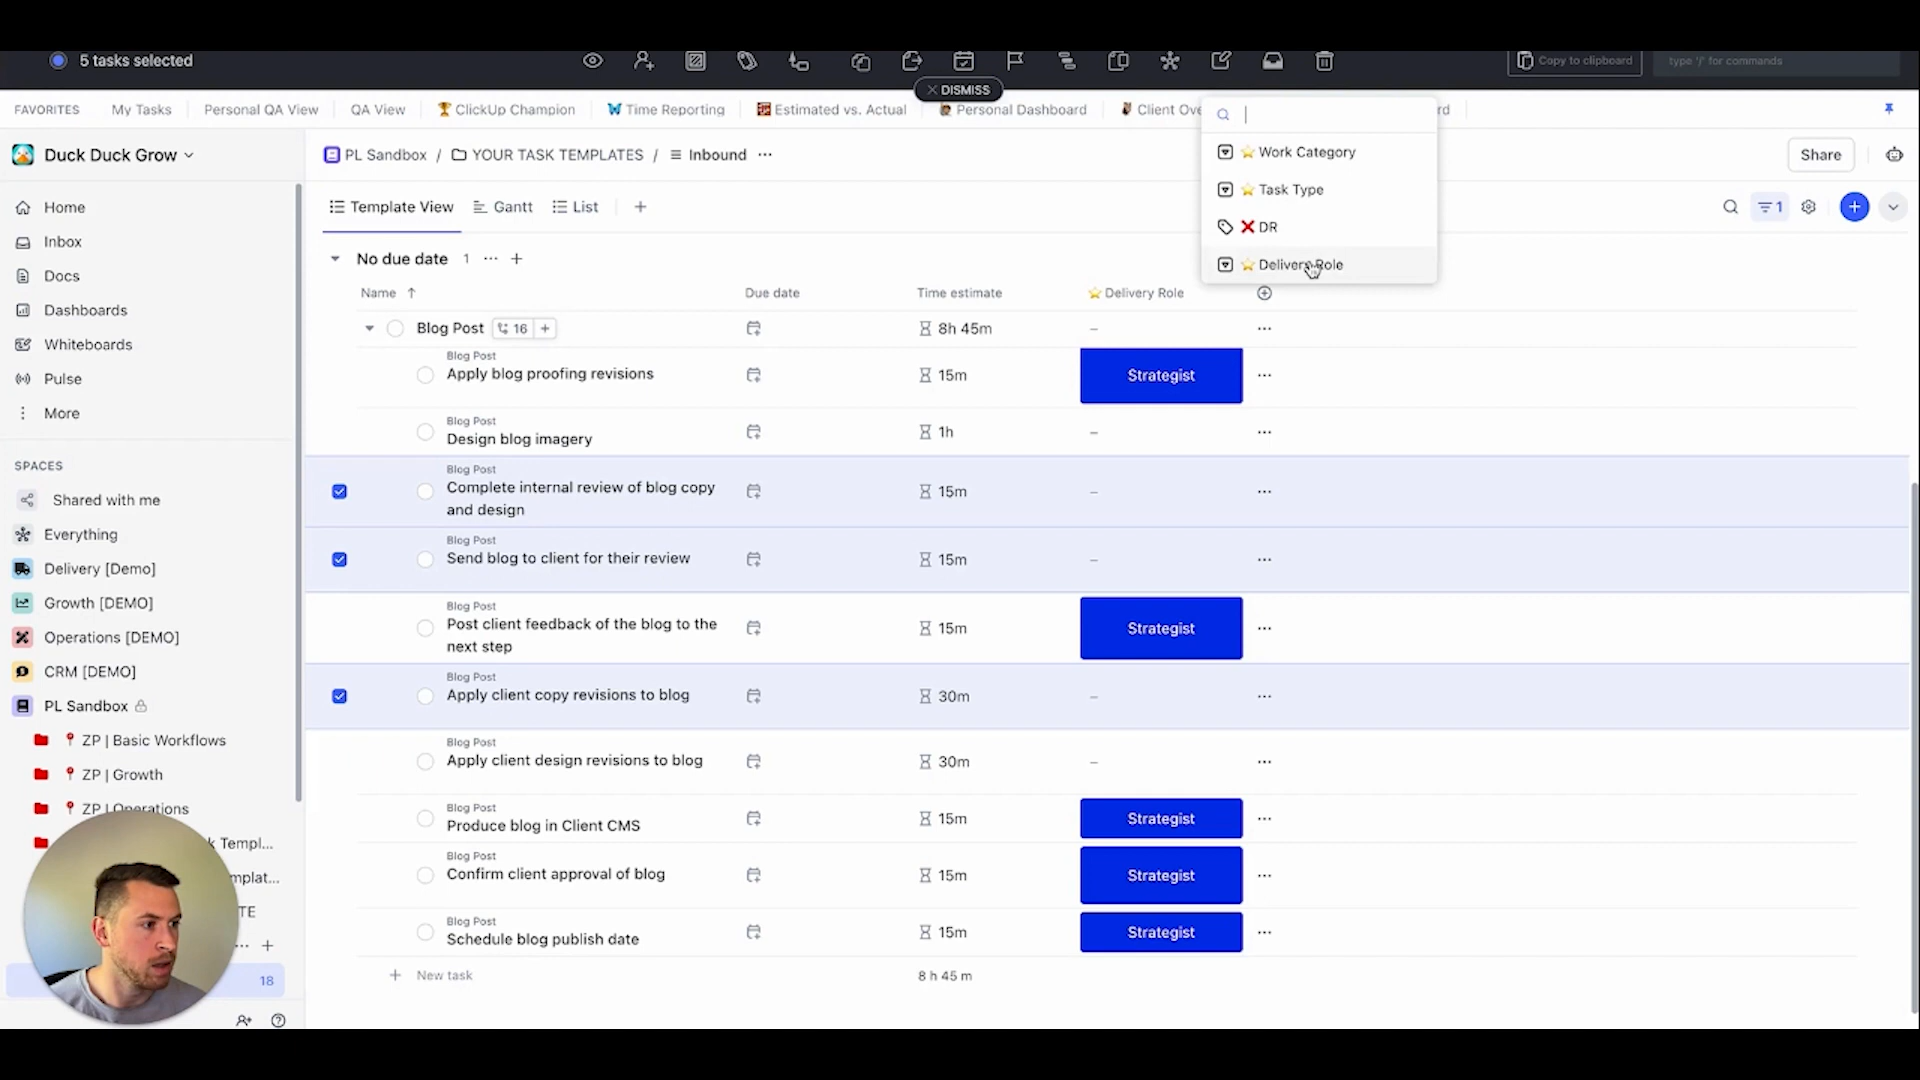 5 tasks selected
Copy to clipboard
type '/' for commands
DISMISS
FAVORITES
My Tasks
Personal QA View
QA View
ClickUp Champion
Time Reporting
Estimated vs. Actual
Personal Dashboard
Client Ove
rd
Duck Duck Grow
PL Sandbox / YOUR TASK TEMPLATES / Inbound ...
Share
Template View
Gantt
List
1
Work Category
Task Type
DR
Delivery Role
Home
Inbox
Docs
Dashboards
Whiteboards
Pulse
More
SPACES
Shared with me
Everything
Delivery [Demo]
Growth [DEMO]
Operations [DEMO]
CRM [DEMO]
PL Sandbox
ZP | Basic Workflows
ZP | Growth
ZP | Operations
k Templ...
mplat...
TE
18
No due date 1
Name
Due date
Time estimate
Delivery Role
Blog Post 16
8h 45m
–
Blog Post
Apply blog proofing revisions
15m
Strategist
Blog Post
Design blog imagery
1h
–
Blog Post
Complete internal review of blog copy
and design
15m
–
Blog Post
Send blog to client for their review
15m
–
Blog Post
Post client feedback of the blog to the
next step
15m
Strategist
Blog Post
Apply client copy revisions to blog
30m
–
Blog Post
Apply client design revisions to blog
30m
–
Blog Post
Produce blog in Client CMS
15m
Strategist
Blog Post
Confirm client approval of blog
15m
Strategist
Blog Post
Schedule blog publish date
15m
Strategist
New task
8 h 45 m